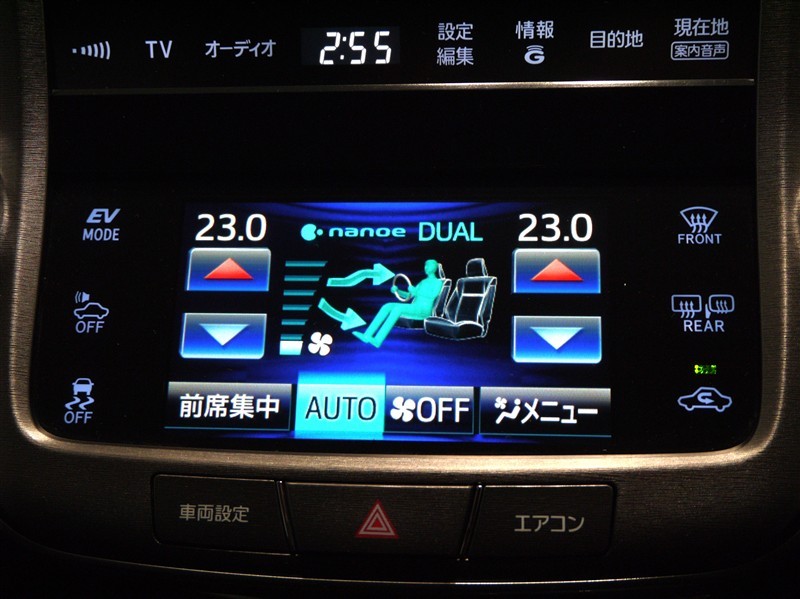 TV オーディオ 2:55 設定編集 情報G 目的地 現在地 案内音声
EV MODE
23.0 nanoe DUAL 23.0
FRONT
OFF
REAR
OFF
前席集中 AUTO OFF メニュー
車両設定 エアコン